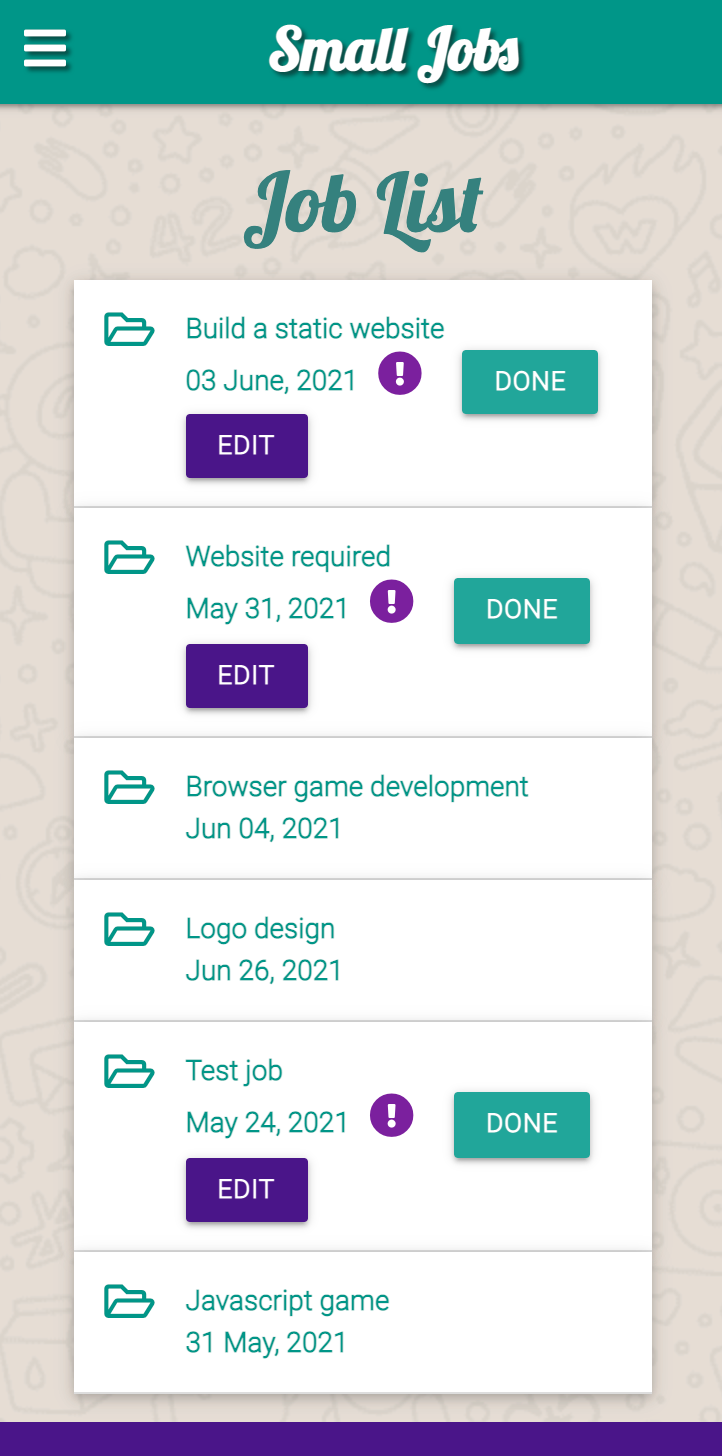 Small Jobs
Job List
Build a static website
03 June, 2021 ! DONE
EDIT
Website required
May 31, 2021 ! DONE
EDIT
Browser game development
Jun 04, 2021
Logo design
Jun 26, 2021
Test job
May 24, 2021 ! DONE
EDIT
Javascript game
31 May, 2021